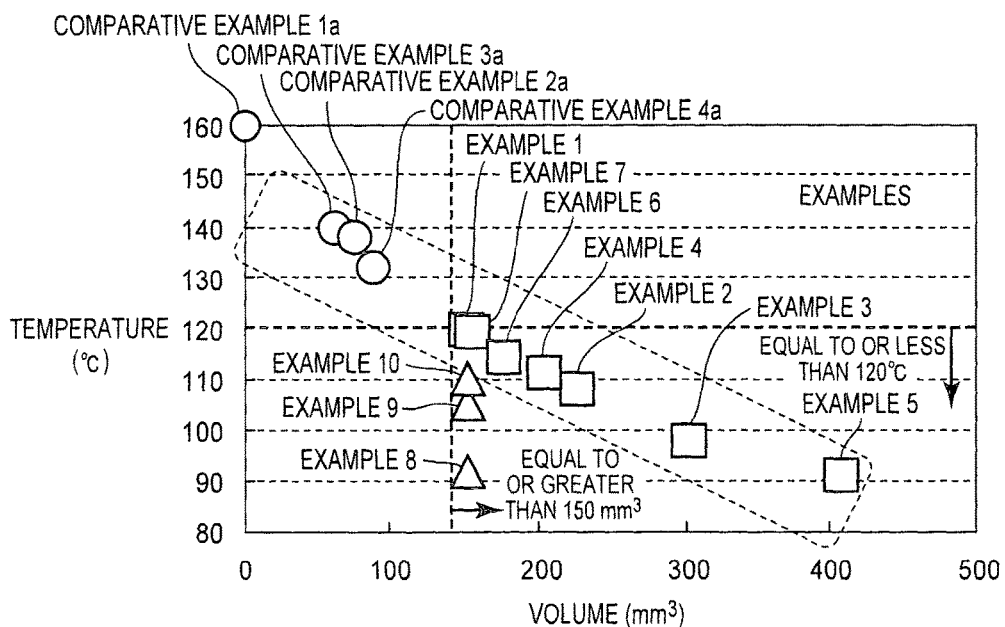 COMPARATIVE EXAMPLE 1a
COMPARATIVE EXAMPLE 3a
COMPARATIVE EXAMPLE 2a
COMPARATIVE EXAMPLE 4a
EXAMPLE 1
EXAMPLE 7
EXAMPLE 6
EXAMPLES
EXAMPLE 4
EXAMPLE 2
EXAMPLE 3
EQUAL TO OR LESS
THAN 120°C
EXAMPLE 5
EXAMPLE 10
EXAMPLE 9
EXAMPLE 8
EQUAL TO
OR GREATER
THAN 150 mm³
TEMPERATURE
(°C)
160
150
140
130
120
110
100
90
80
0
100
200
300
400
500
VOLUME (mm³)